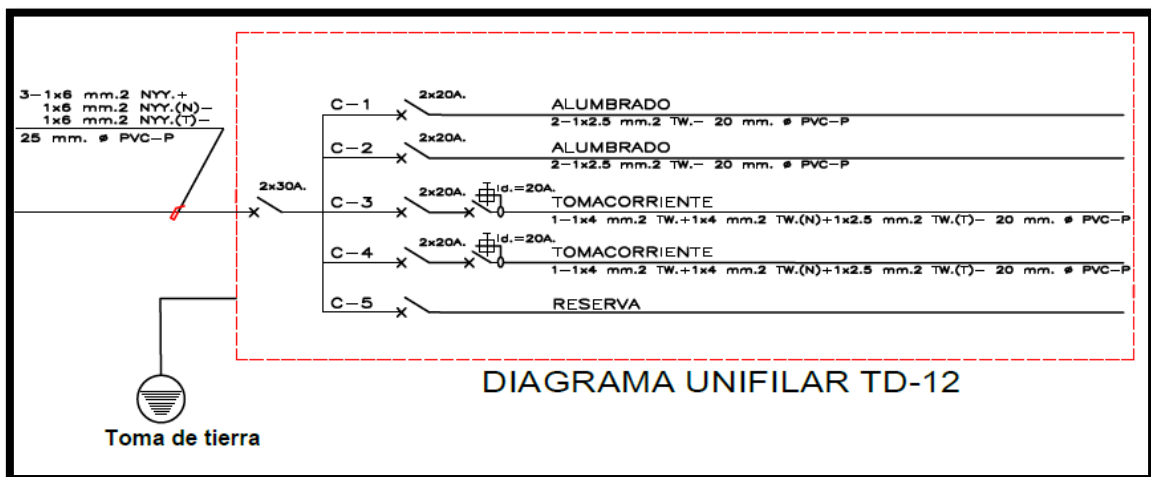 3-1x6 mm.2 NYY.+
1x6 mm.2 NYY.(N)-
1x6 mm.2 NYY.(T)-
25 mm. ø PVC-P
2x30A.
C-1 2x20A. ALUMBRADO
2-1x2.5 mm.2 TW.- 20 mm. ø PVC-P
C-2 2x20A. ALUMBRADO
2-1x2.5 mm.2 TW.- 20 mm. ø PVC-P
C-3 2x20A. Id.=20A. TOMACORRIENTE
1-1x4 mm.2 TW.+1x4 mm.2 TW.(N)+1x2.5 mm.2 TW.(T)- 20 mm. ø PVC-P
C-4 2x20A. Id.=20A. TOMACORRIENTE
1-1x4 mm.2 TW.+1x4 mm.2 TW.(N)+1x2.5 mm.2 TW.(T)- 20 mm. ø PVC-P
C-5 RESERVA
DIAGRAMA UNIFILAR TD-12
Toma de tierra